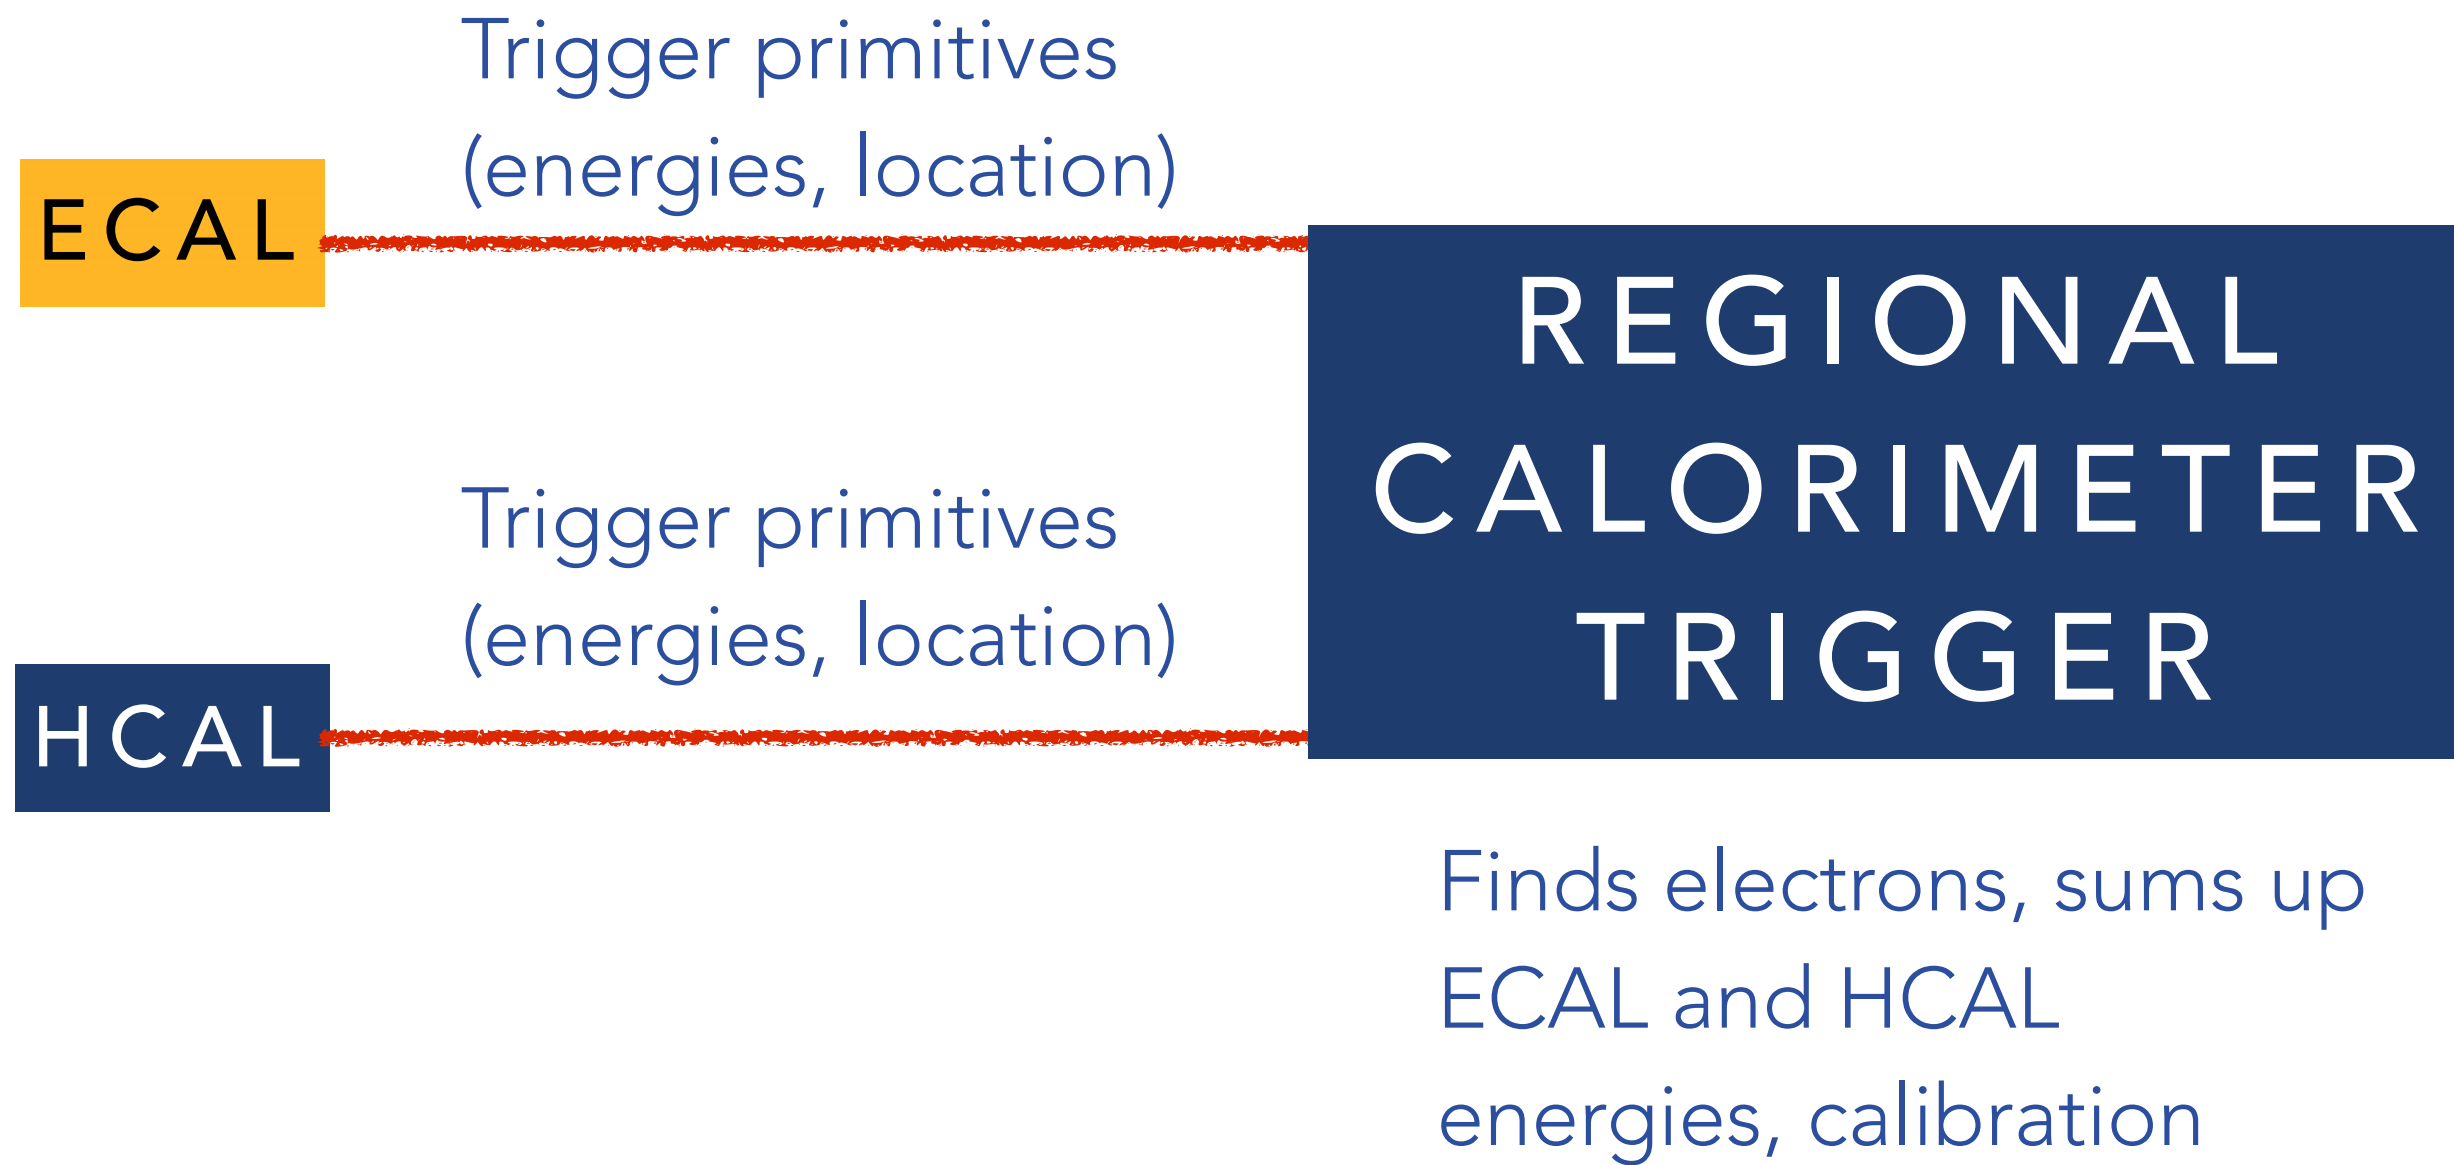 Trigger primitives
(energies, location)
ECAL
REGIONAL
CALORIMETER
TRIGGER
Trigger primitives
(energies, location)
HCAL
Finds electrons, sums up
ECAL and HCAL
energies, calibration